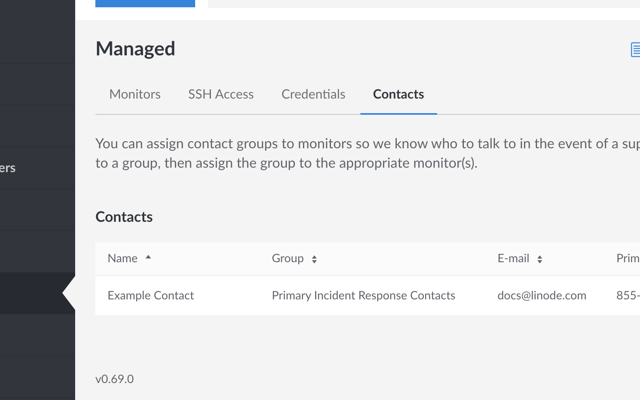 Managed
Monitors SSH Access Credentials Contacts
You can assign contact groups to monitors so we know who to talk to in the event of a
ers
to a group, then assign the group to the appropriate monitor(s).
Contacts
Name Group E-mail
Example Contact Primary Incident Response Contacts docs@linode.com 855-
v0.69.0